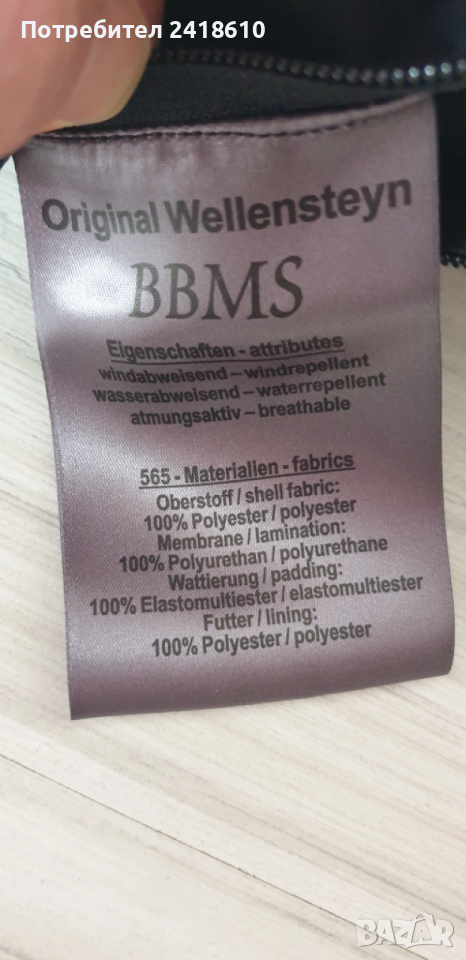 Потребител 2418610
Original Wellensteyn
BBMS
Eigenschaften - attributes
windabweisend – windrepellent
wasserabweisend – waterrepellent
atmungsaktiv – breathable
565 - Materialien - fabrics
Oberstoff / shell fabric:
100% Polyester / polyester
Membrane / lamination:
100% Polyurethan / polyurethane
Wattierung / padding:
100% Elastomultiester / elastomultiester
Futter / lining:
100% Polyester / polyester
БАZАР